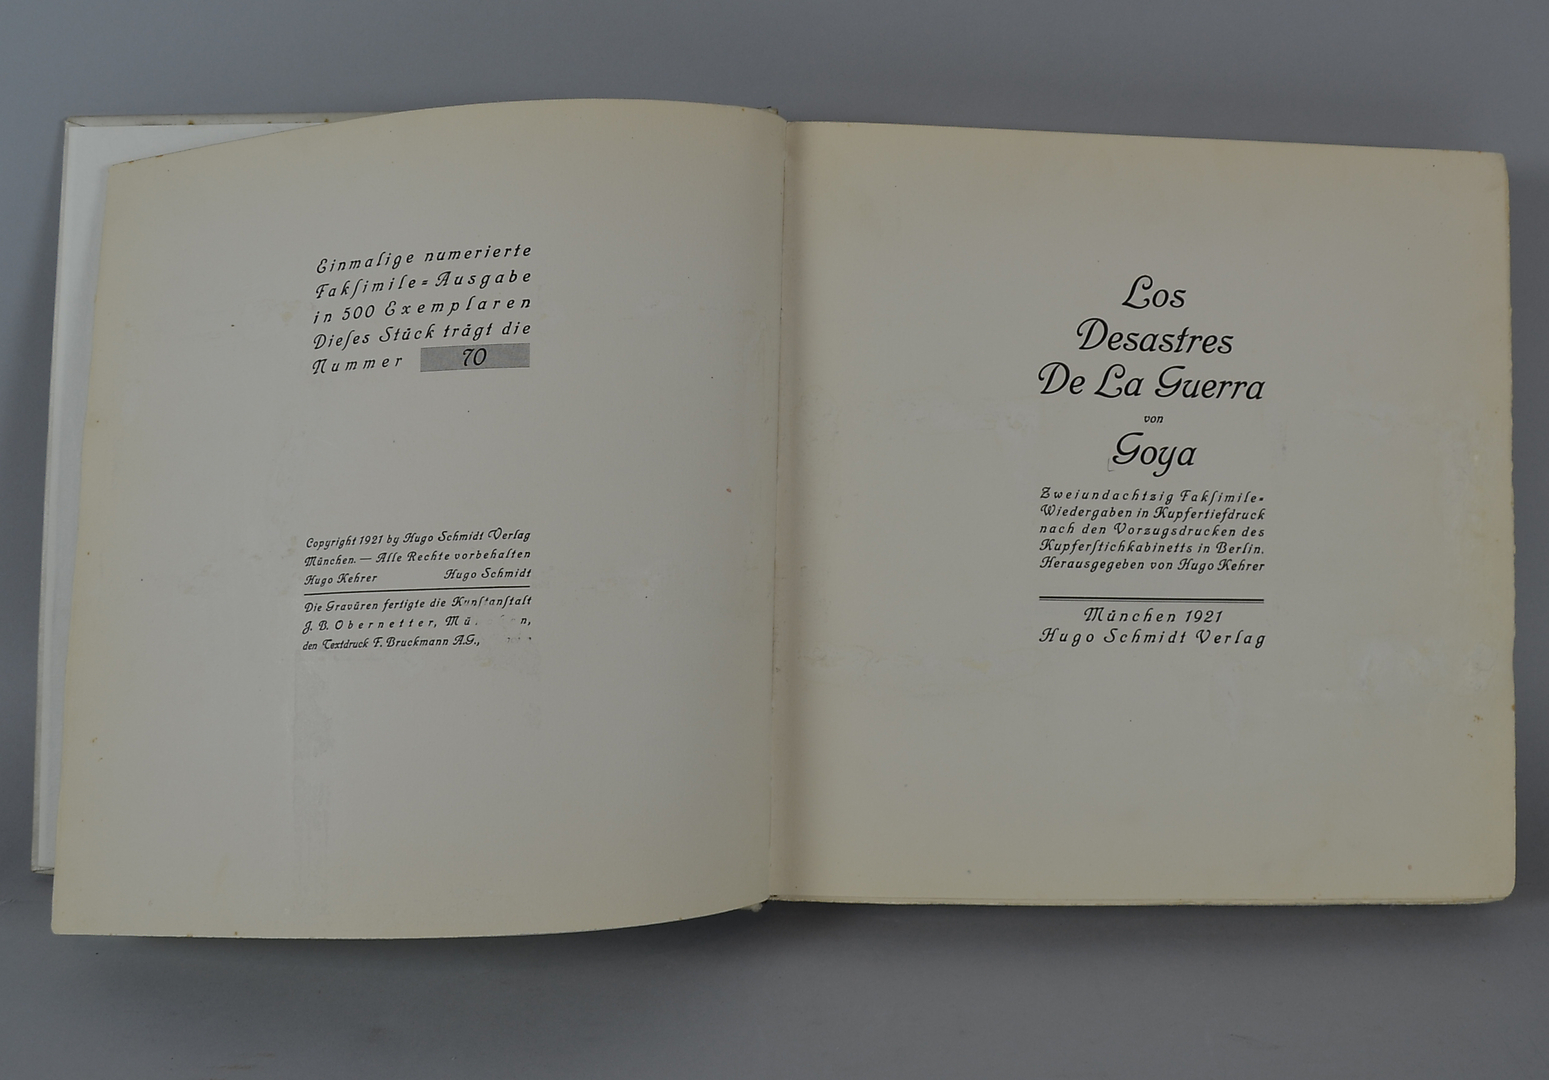 Einmalige numerierte
Fakſimile=Ausgabe
in 500 Exemplaren
Dieſes Stück trägt die
Nummer 70
Copyright 1921 by Hugo Schmidt Verlag
München. — Alle Rechte vorbehalten
Hugo Kehrer Hugo Schmidt
Die Gravüren fertigte die Kunſtanſtalt
J. B. Obernetter,
den Textdruck F. Bruckmann A.G.,
Los
Desastres
De La Guerra
von
Goya
Zweiundachtzig Fakſimile=
Wiedergaben in Kupfertiefdruck
nach den Vorzugsdrucken des
Kupferſtichkabinetts in Berlin.
Herausgegeben von Hugo Kehrer
München 1921
Hugo Schmidt Verlag